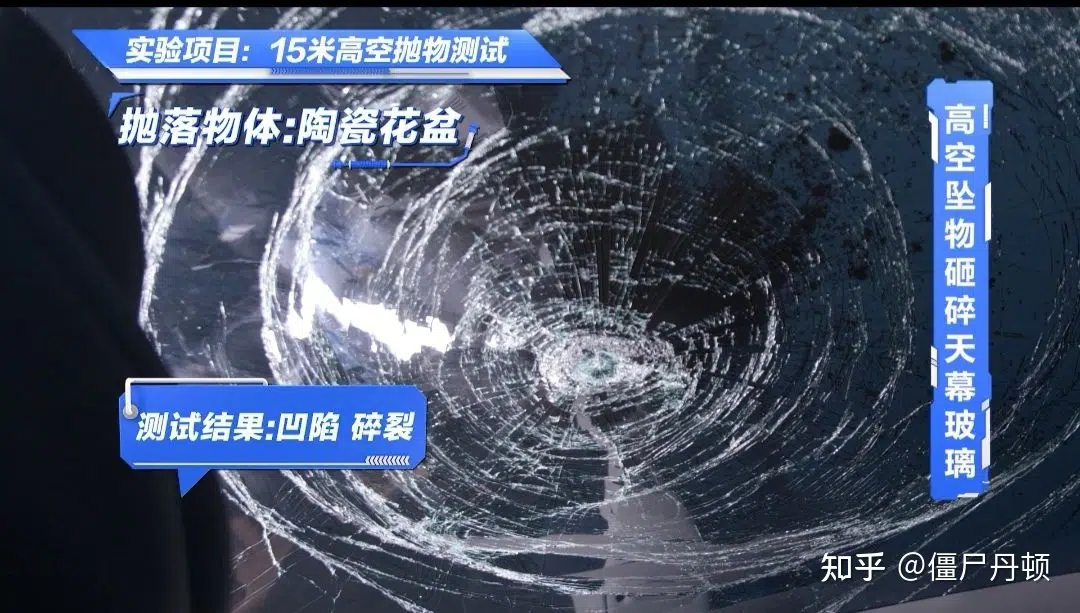 实验项目：15米高空抛物测试
抛落物体:陶瓷花盆
高空坠物砸碎天幕玻璃
测试结果:凹陷 碎裂
知乎 @僵尸丹顿